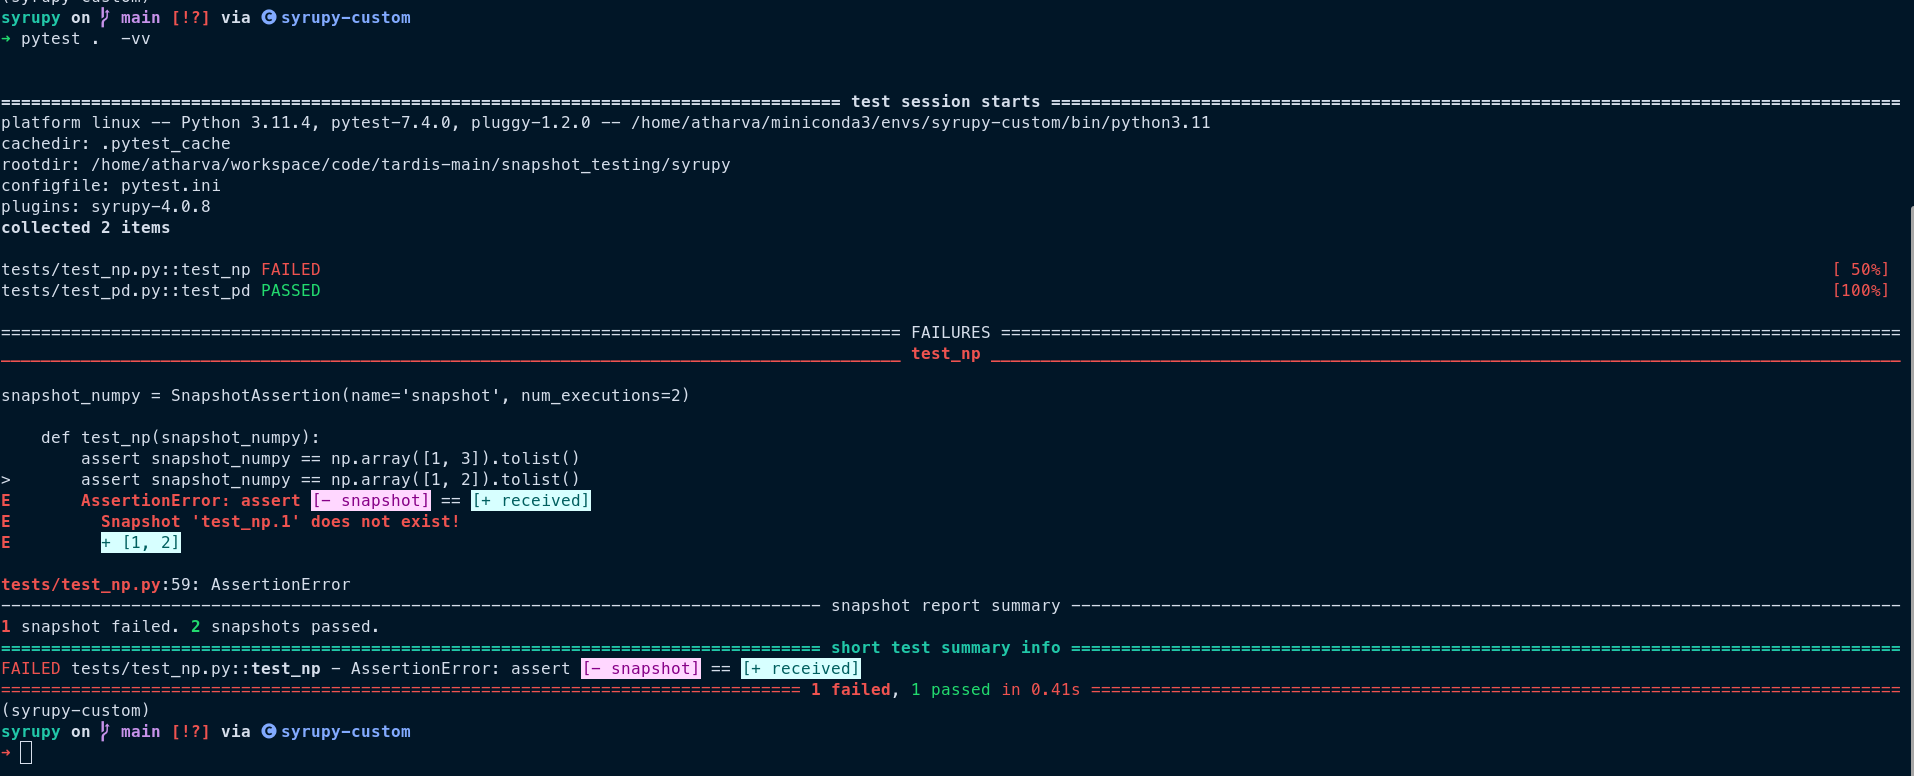 (syrupy-custom)
syrupy on main [!?] via C syrupy-custom
→ pytest .  -vv
==================================================================================== test session starts =====================================================================================
platform linux -- Python 3.11.4, pytest-7.4.0, pluggy-1.2.0 -- /home/atharva/miniconda3/envs/syrupy-custom/bin/python3.11
cachedir: .pytest_cache
rootdir: /home/atharva/workspace/code/tardis-main/snapshot_testing/syrupy
configfile: pytest.ini
plugins: syrupy-4.0.8
collected 2 items
tests/test_np.py::test_np FAILED [ 50%]
tests/test_pd.py::test_pd PASSED [100%]
========================================================================================== FAILURES ==========================================================================================
__________________________________________________________________________________________ test_np ___________________________________________________________________________________________
snapshot_numpy = SnapshotAssertion(name='snapshot', num_executions=2)
    def test_np(snapshot_numpy):
        assert snapshot_numpy == np.array([1, 3]).tolist()
>       assert snapshot_numpy == np.array([1, 2]).tolist()
E       AssertionError: assert [- snapshot] == [+ received]
E         Snapshot 'test_np.1' does not exist!
E         + [1, 2]
tests/test_np.py:59: AssertionError
---------------------------------------------------------------------------------- snapshot report summary -----------------------------------------------------------------------------------
1 snapshot failed. 2 snapshots passed.
================================================================================== short test summary info ===================================================================================
FAILED tests/test_np.py::test_np - AssertionError: assert [- snapshot] == [+ received]
================================================================================ 1 failed, 1 passed in 0.41s =================================================================================
(syrupy-custom)
syrupy on main [!?] via C syrupy-custom
→